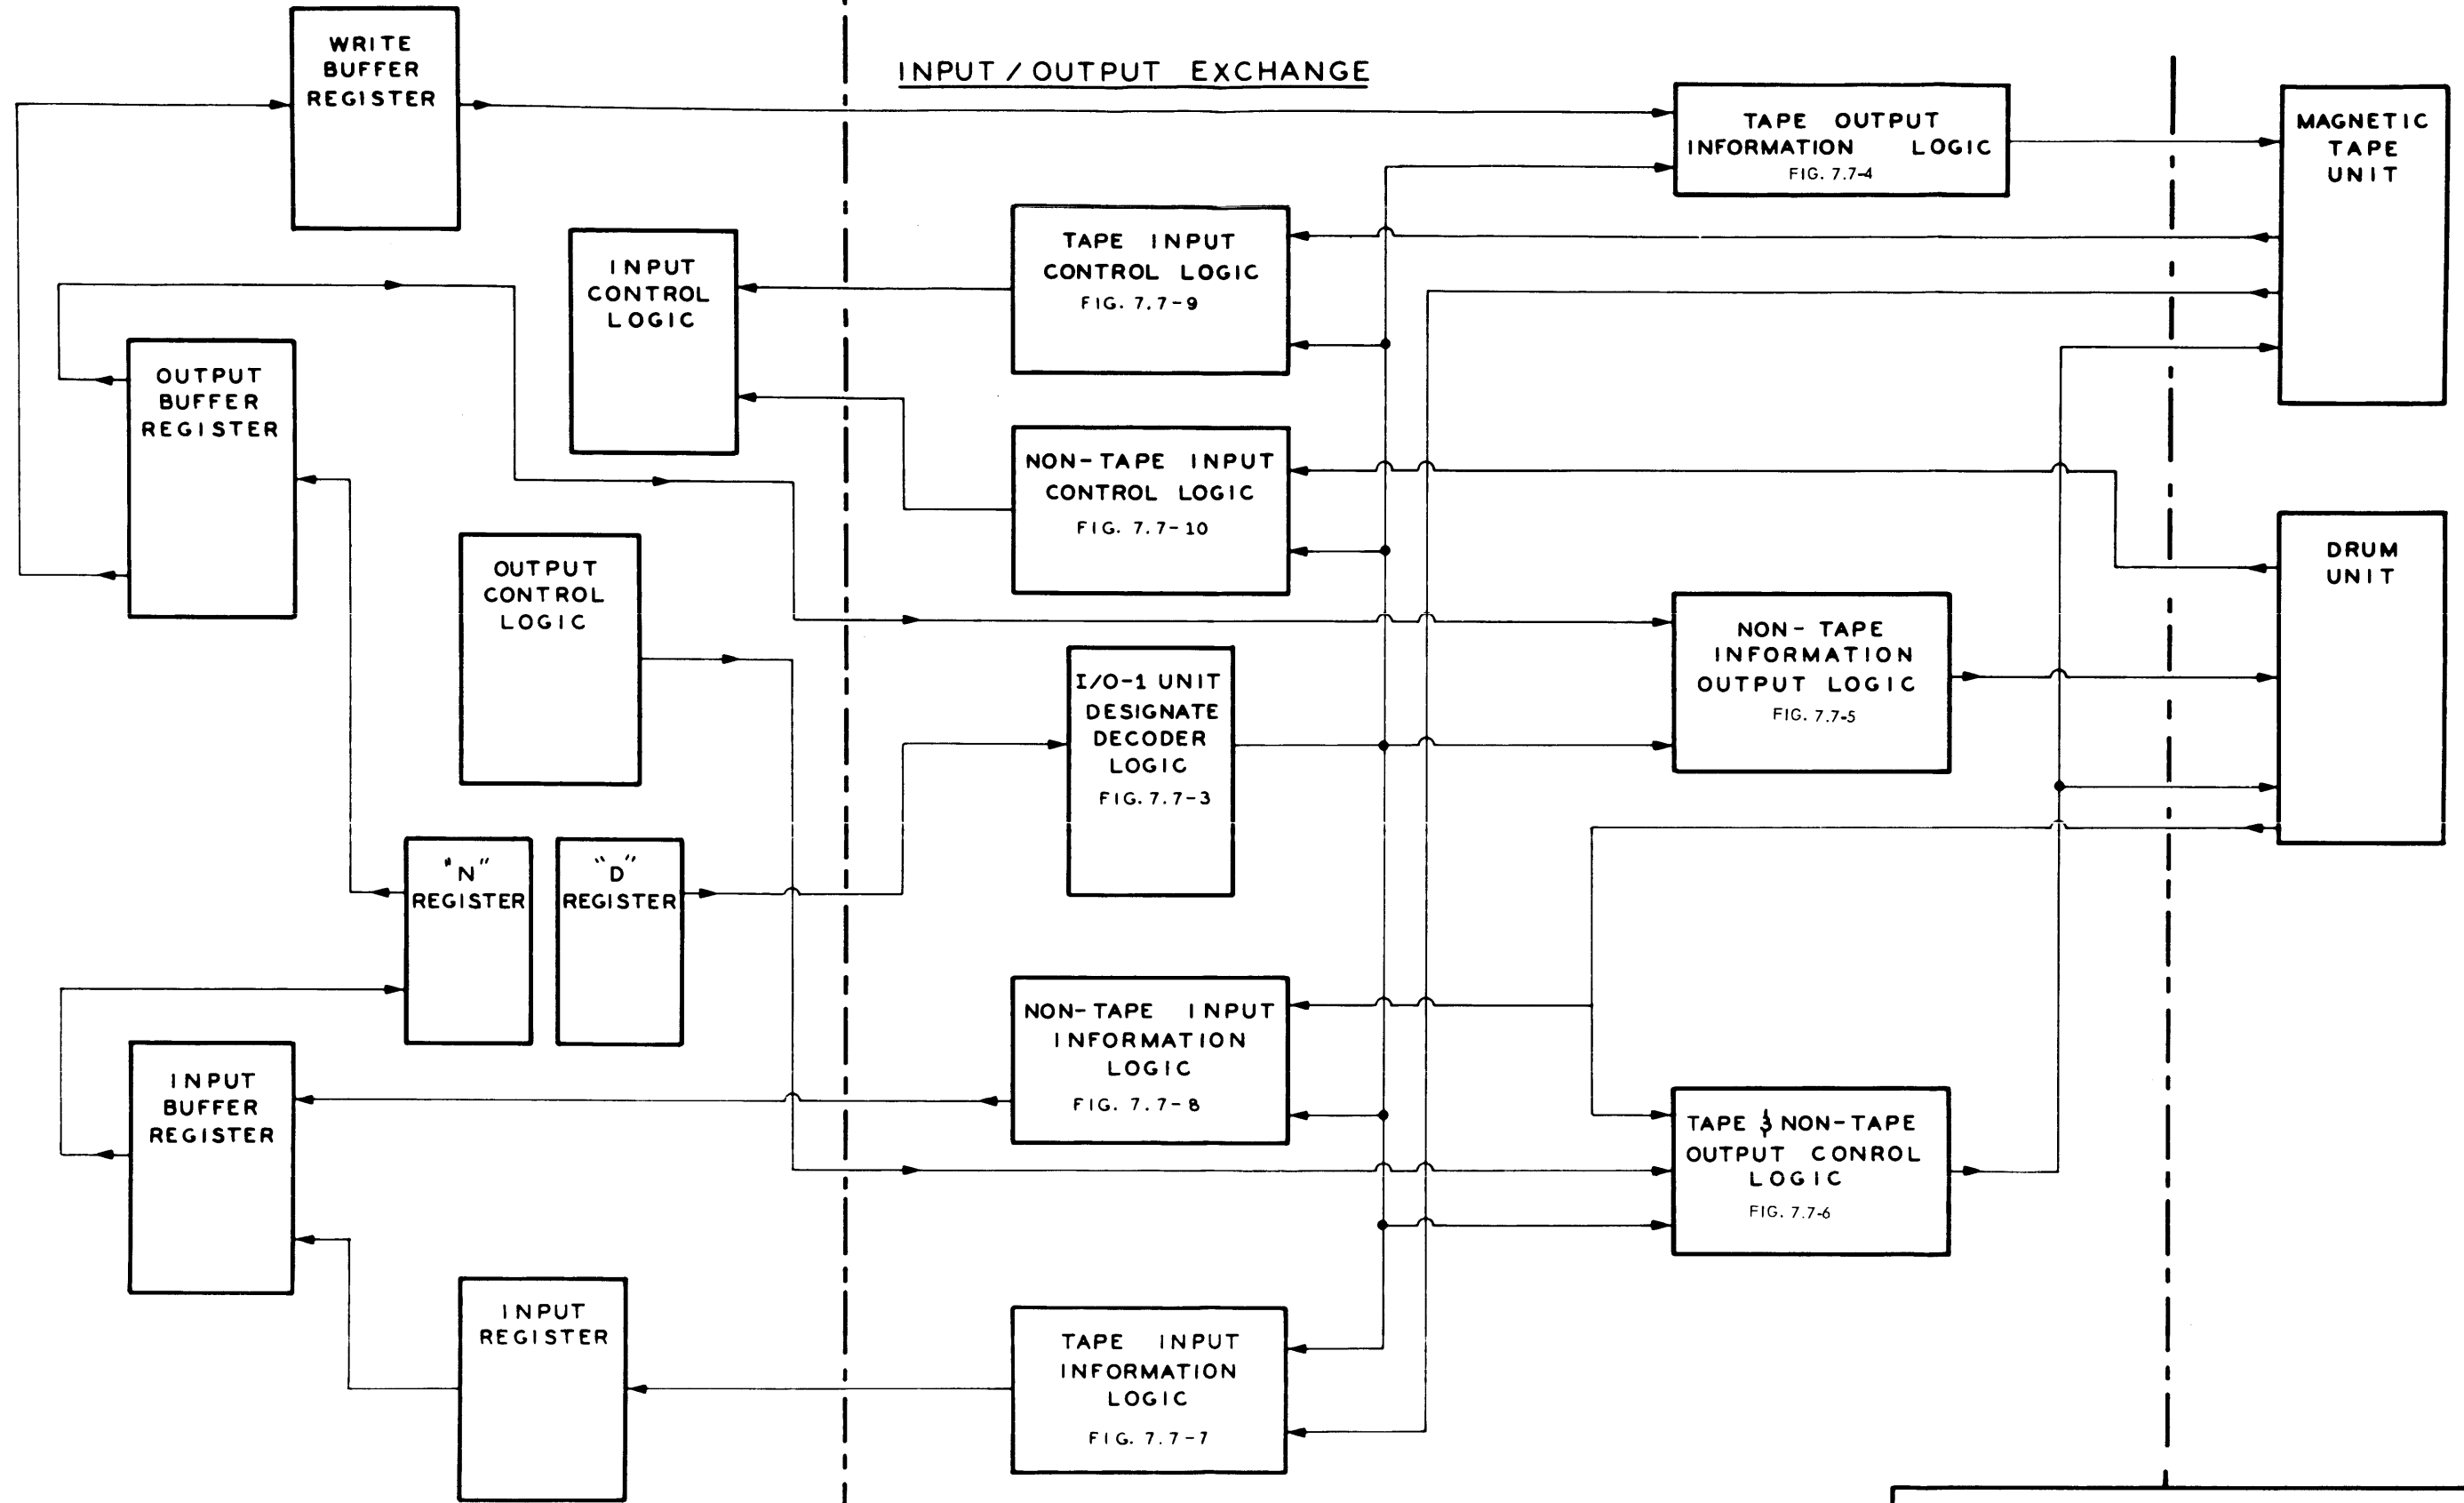 WRITE
BUFFER
REGISTER
INPUT / OUTPUT EXCHANGE
TAPE OUTPUT
INFORMATION LOGIC
FIG. 7.7-4
MAGNETIC
TAPE
UNIT
INPUT
CONTROL
LOGIC
TAPE INPUT
CONTROL LOGIC
FIG. 7.7-9
OUTPUT
BUFFER
REGISTER
NON-TAPE INPUT
CONTROL LOGIC
FIG. 7.7-10
OUTPUT
CONTROL
LOGIC
DRUM
UNIT
I/O-1 UNIT
DESIGNATE
DECODER
LOGIC
FIG. 7.7-3
NON-TAPE
INFORMATION
OUTPUT LOGIC
FIG. 7.7-5
"N"
REGISTER
"D"
REGISTER
NON-TAPE INPUT
INFORMATION
LOGIC
FIG. 7.7-8
INPUT
BUFFER
REGISTER
TAPE & NON-TAPE
OUTPUT CONROL
LOGIC
FIG. 7.7-6
INPUT
REGISTER
TAPE INPUT
INFORMATION
LOGIC
FIG. 7.7-7